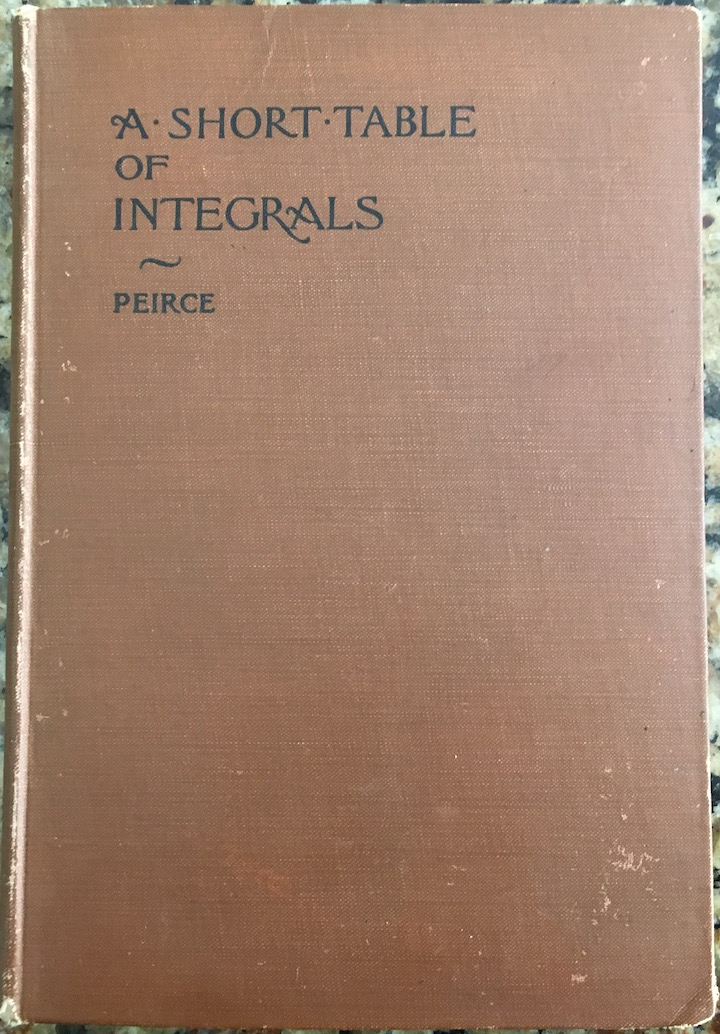 A·SHORT·TABLE
OF
INTEGRALS
~
PEIRCE